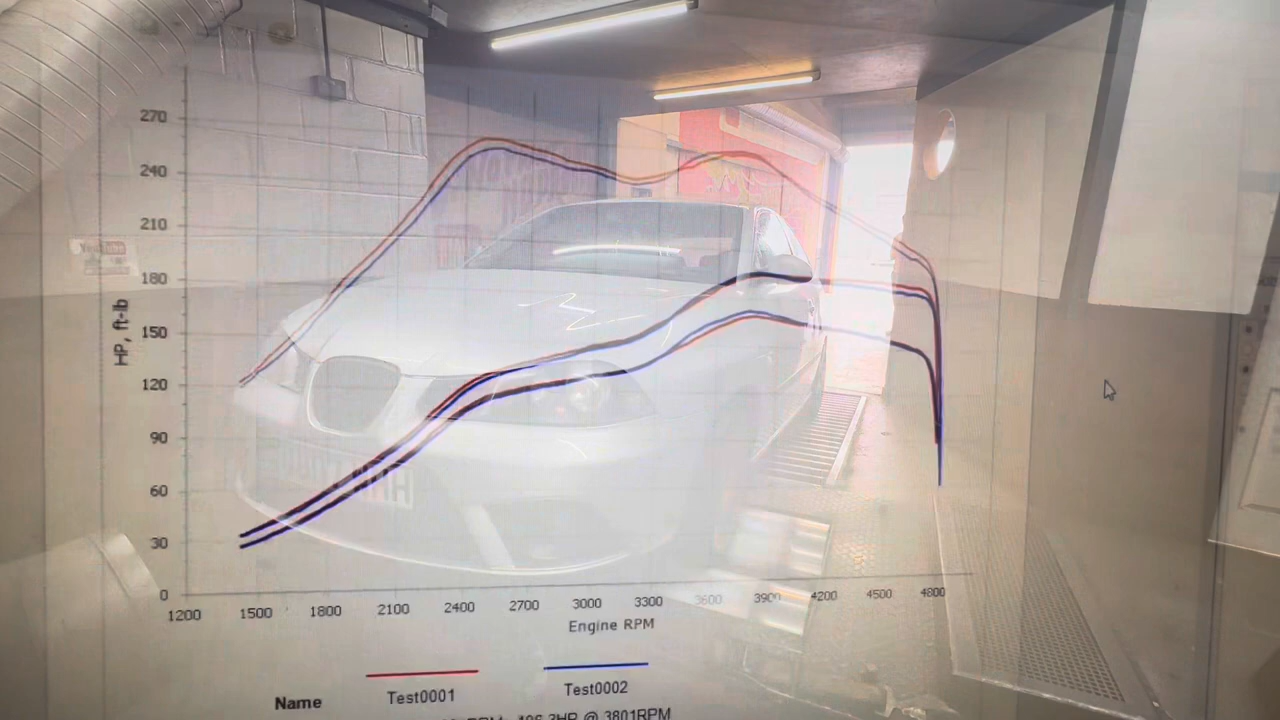 270
240
210
180
150
120
90
60
30
0
HP, ft-lb
1200 1500 1800 2100 2400 2700 3000 3300 3600 3900 4200 4500 4800
Engine RPM
Name Test0001 Test0002
@ 3801RPM